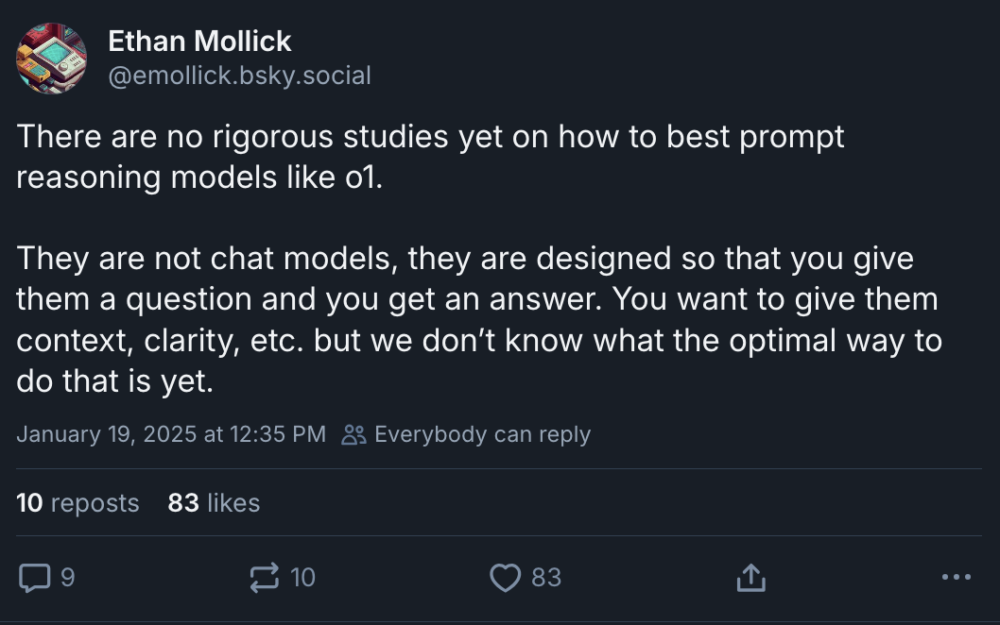 Ethan Mollick
@emollick.bsky.social
There are no rigorous studies yet on how to best prompt
reasoning models like o1.
They are not chat models, they are designed so that you give
them a question and you get an answer. You want to give them
context, clarity, etc. but we don’t know what the optimal way to
do that is yet.
January 19, 2025 at 12:35 PM Everybody can reply
10 reposts 83 likes
9 10 83